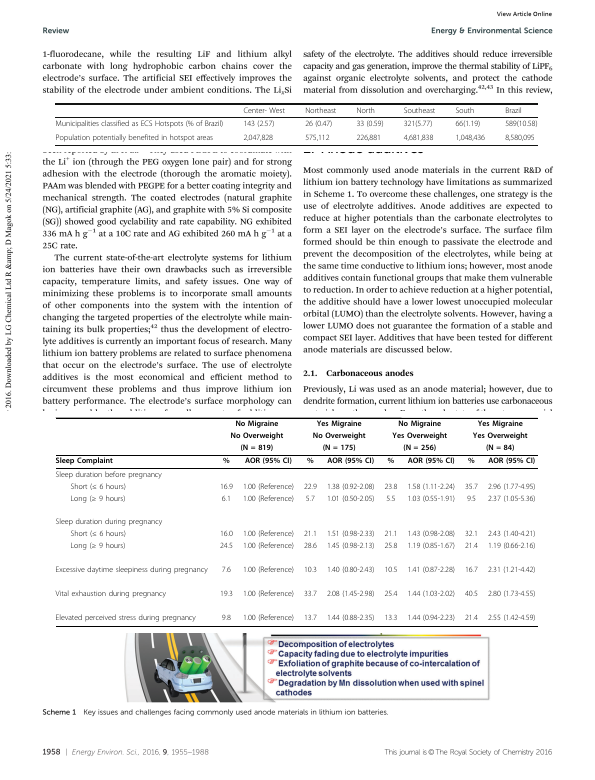 View Article Online
Review
Energy & Environmental Science
1-fluorodecane, while the resulting LiF and lithium alkyl
carbonate with long hydrophobic carbon chains cover the
electrode's surface. The artificial SEI effectively improves the
stability of the electrode under ambient conditions. The LixSi
safety of the electrolyte. The additives should reduce irreversible
capacity and gas generation, improve the thermal stability of LiPF6
against organic electrolyte solvents, and protect the cathode
material from dissolution and overcharging.42,43 In this review,
Center- West Northeast North Southeast South Brazil
Municipalities classified as ECS Hotspots (% of Brazil) 143 (2.57) 26 (0.47) 33 (0.59) 321(5.77) 66(1.19) 589(10.58)
Population potentially benefited in hotspot areas 2,047,828 575,112 226,881 4,681,838 1,048,436 8,580,095
the Li+ ion (through the PEG oxygen lone pair) and for strong
adhesion with the electrode (thorough the aromatic moiety).
PAAm was blended with PEGPE for a better coating integrity and
mechanical strength. The coated electrodes (natural graphite
(NG), artificial graphite (AG), and graphite with 5% Si composite
(SG)) showed good cyclability and rate capability. NG exhibited
336 mA h g−1 at a 10C rate and AG exhibited 260 mA h g−1 at a
25C rate.
The current state-of-the-art electrolyte systems for lithium
ion batteries have their own drawbacks such as irreversible
capacity, temperature limits, and safety issues. One way of
minimizing these problems is to incorporate small amounts
of other components into the system with the intention of
changing the targeted properties of the electrolyte while main-
taining its bulk properties;42 thus the development of electro-
lyte additives is currently an important focus of research. Many
lithium ion battery problems are related to surface phenomena
that occur on the electrode's surface. The use of electrolyte
additives is the most economical and efficient method to
circumvent these problems and thus improve lithium ion
battery performance. The electrode's surface morphology can
Most commonly used anode materials in the current R&D of
lithium ion battery technology have limitations as summarized
in Scheme 1. To overcome these challenges, one strategy is the
use of electrolyte additives. Anode additives are expected to
reduce at higher potentials than the carbonate electrolytes to
form a SEI layer on the electrode's surface. The surface film
formed should be thin enough to passivate the electrode and
prevent the decomposition of the electrolytes, while being at
the same time conductive to lithium ions; however, most anode
additives contain functional groups that make them vulnerable
to reduction. In order to achieve reduction at a higher potential,
the additive should have a lower lowest unoccupied molecular
orbital (LUMO) than the electrolyte solvents. However, having a
lower LUMO does not guarantee the formation of a stable and
compact SEI layer. Additives that have been tested for different
anode materials are discussed below.
2.1. Carbonaceous anodes
Previously, Li was used as an anode material; however, due to
dendrite formation, current lithium ion batteries use carbonaceous
No Migraine Yes Migraine No Migraine Yes Migraine
No Overweight No Overweight Yes Overweight Yes Overweight
(N = 819) (N = 175) (N = 256) (N = 84)
Sleep Complaint % AOR (95% CI) % AOR (95% CI) % AOR (95% CI) % AOR (95% CI)
Sleep duration before pregnancy
Short (≤ 6 hours) 16.9 1.00 (Reference) 22.9 1.38 (0.92-2.08) 23.8 1.58 (1.11-2.24) 35.7 2.96 (1.77-4.95)
Long (≥ 9 hours) 6.1 1.00 (Reference) 5.7 1.01 (0.50-2.05) 5.5 1.03 (0.55-1.91) 9.5 2.37 (1.05-5.36)
Sleep duration during pregnancy
Short (≤ 6 hours) 16.0 1.00 (Reference) 21.1 1.51 (0.98-2.33) 21.1 1.43 (0.98-2.08) 32.1 2.43 (1.40-4.21)
Long (≥ 9 hours) 24.5 1.00 (Reference) 28.6 1.45 (0.98-2.13) 25.8 1.19 (0.85-1.67) 21.4 1.19 (0.66-2.16)
Excessive daytime sleepiness during pregnancy 7.6 1.00 (Reference) 10.3 1.40 (0.80-2.43) 10.5 1.41 (0.87-2.28) 16.7 2.31 (1.21-4.42)
Vital exhaustion during pregnancy 19.3 1.00 (Reference) 33.7 2.08 (1.45-2.98) 25.4 1.44 (1.03-2.02) 40.5 2.80 (1.73-4.55)
Elevated perceived stress during pregnancy 9.8 1.00 (Reference) 13.7 1.44 (0.88-2.35) 13.3 1.44 (0.94-2.23) 21.4 2.55 (1.42-4.59)
Decomposition of electrolytes
Capacity fading due to electrolyte impurities
Exfoliation of graphite because of co-intercalation of
electrolyte solvents
Degradation by Mn dissolution when used with spinel
cathodes
Scheme 1 Key issues and challenges facing commonly used anode materials in lithium ion batteries.
1958 | Energy Environ. Sci., 2016, 9, 1955–1988
This journal is © The Royal Society of Chemistry 2016
2016. Downloaded by LG Chemical Ltd R &amp; D Magok on 5/24/2021 5:33: